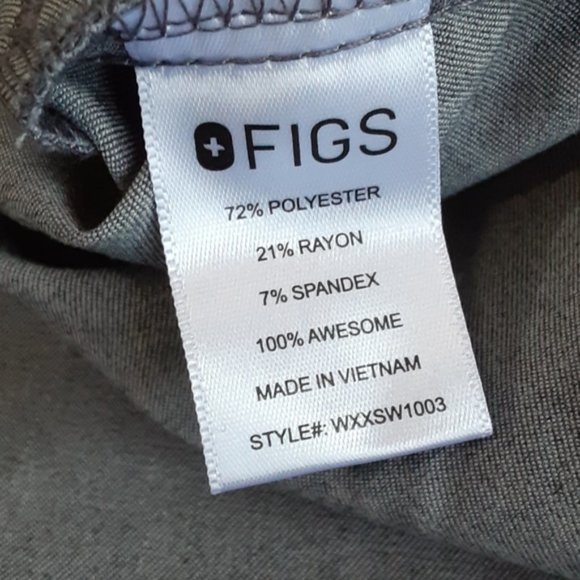 FIGS
72% POLYESTER
21% RAYON
7% SPANDEX
100% AWESOME
MADE IN VIETNAM
STYLE#: WXXSW1003